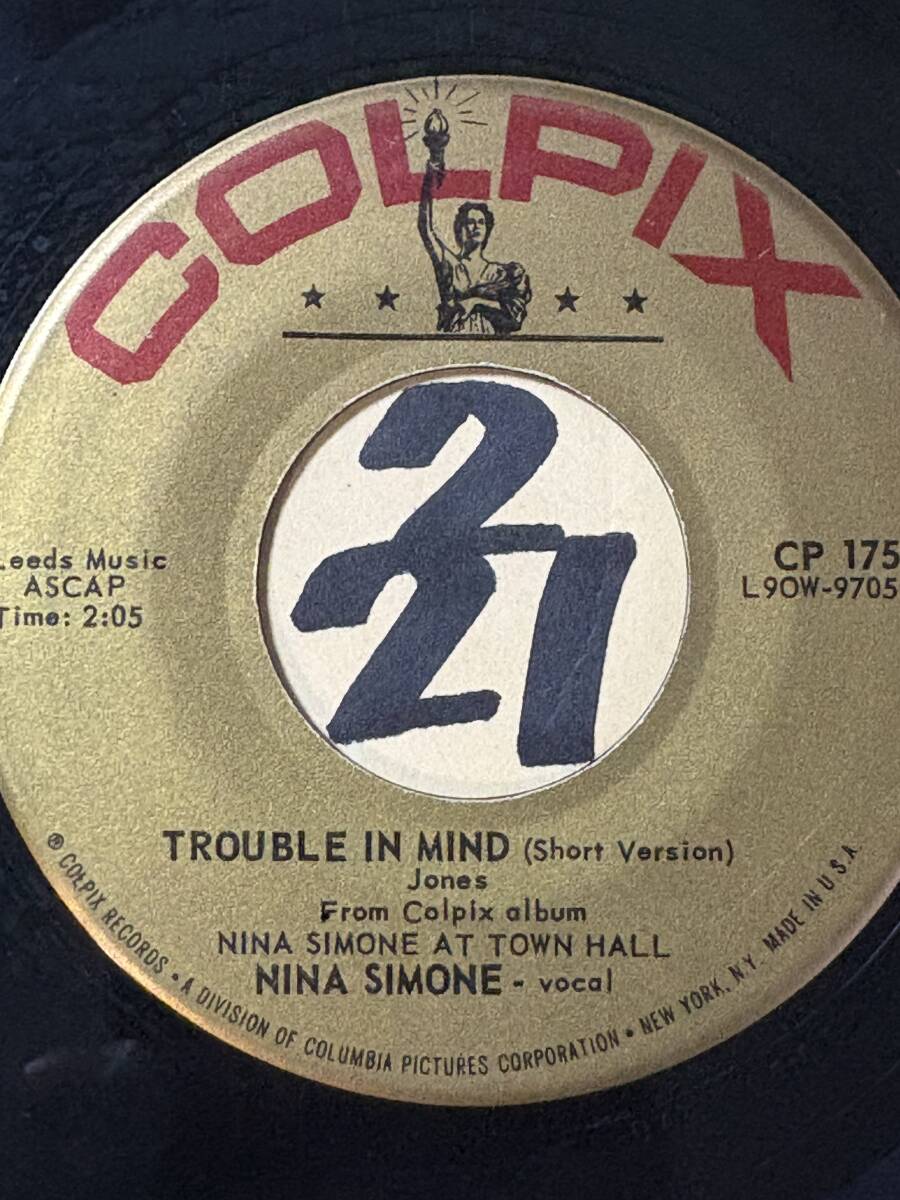 COLPIX
2
21
Leeds Music
ASCAP
Time: 2:05
CP 175
L90W-9705
TROUBLE IN MIND (Short Version)
Jones
From Colpix album
NINA SIMONE AT TOWN HALL
NINA SIMONE - vocal
® COLPIX RECORDS • A DIVISION OF COLUMBIA PICTURES CORPORATION • NEW YORK, N.Y. MADE IN U.S.A.